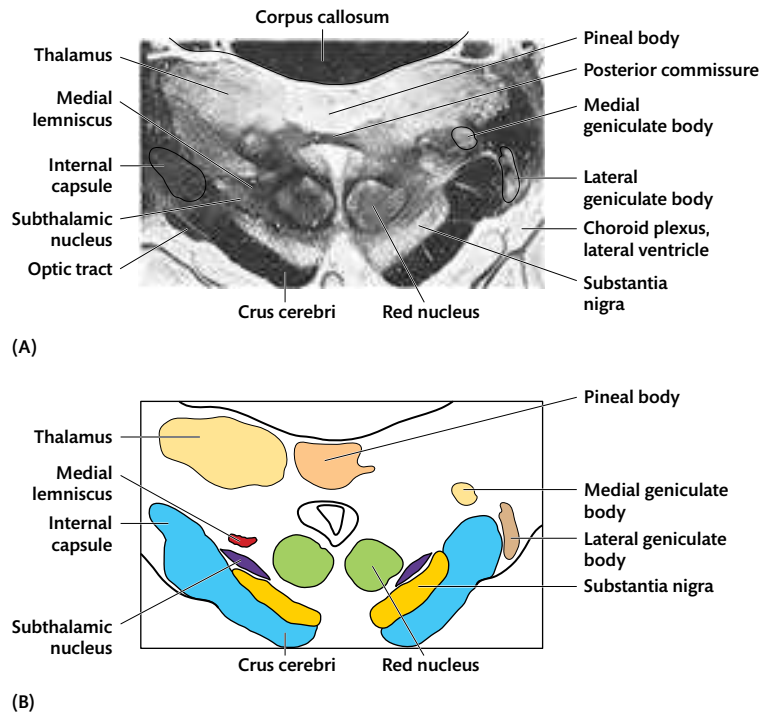 Corpus callosum
Thalamus
Medial
lemniscus
Internal
capsule
Subthalamic
nucleus
Optic tract
Crus cerebri
Red nucleus
Pineal body
Posterior commissure
Medial
geniculate body
Lateral
geniculate body
Choroid plexus,
lateral ventricle
Substantia
nigra
(A)
Thalamus
Medial
lemniscus
Internal
capsule
Subthalamic
nucleus
Crus cerebri
Red nucleus
Pineal body
Medial geniculate
body
Lateral geniculate
body
Substantia nigra
(B)